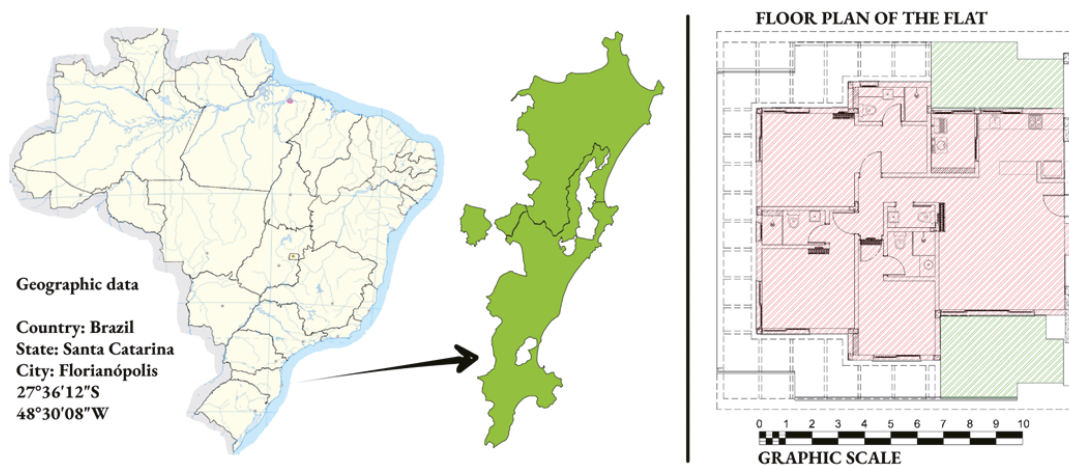 Geographic data
Country: Brazil
State: Santa Catarina
City: Florianópolis
27°36'12"S
48°30'08"W
FLOOR PLAN OF THE FLAT
0 1 2 3 4 5 6 7 8 9 10
GRAPHIC SCALE